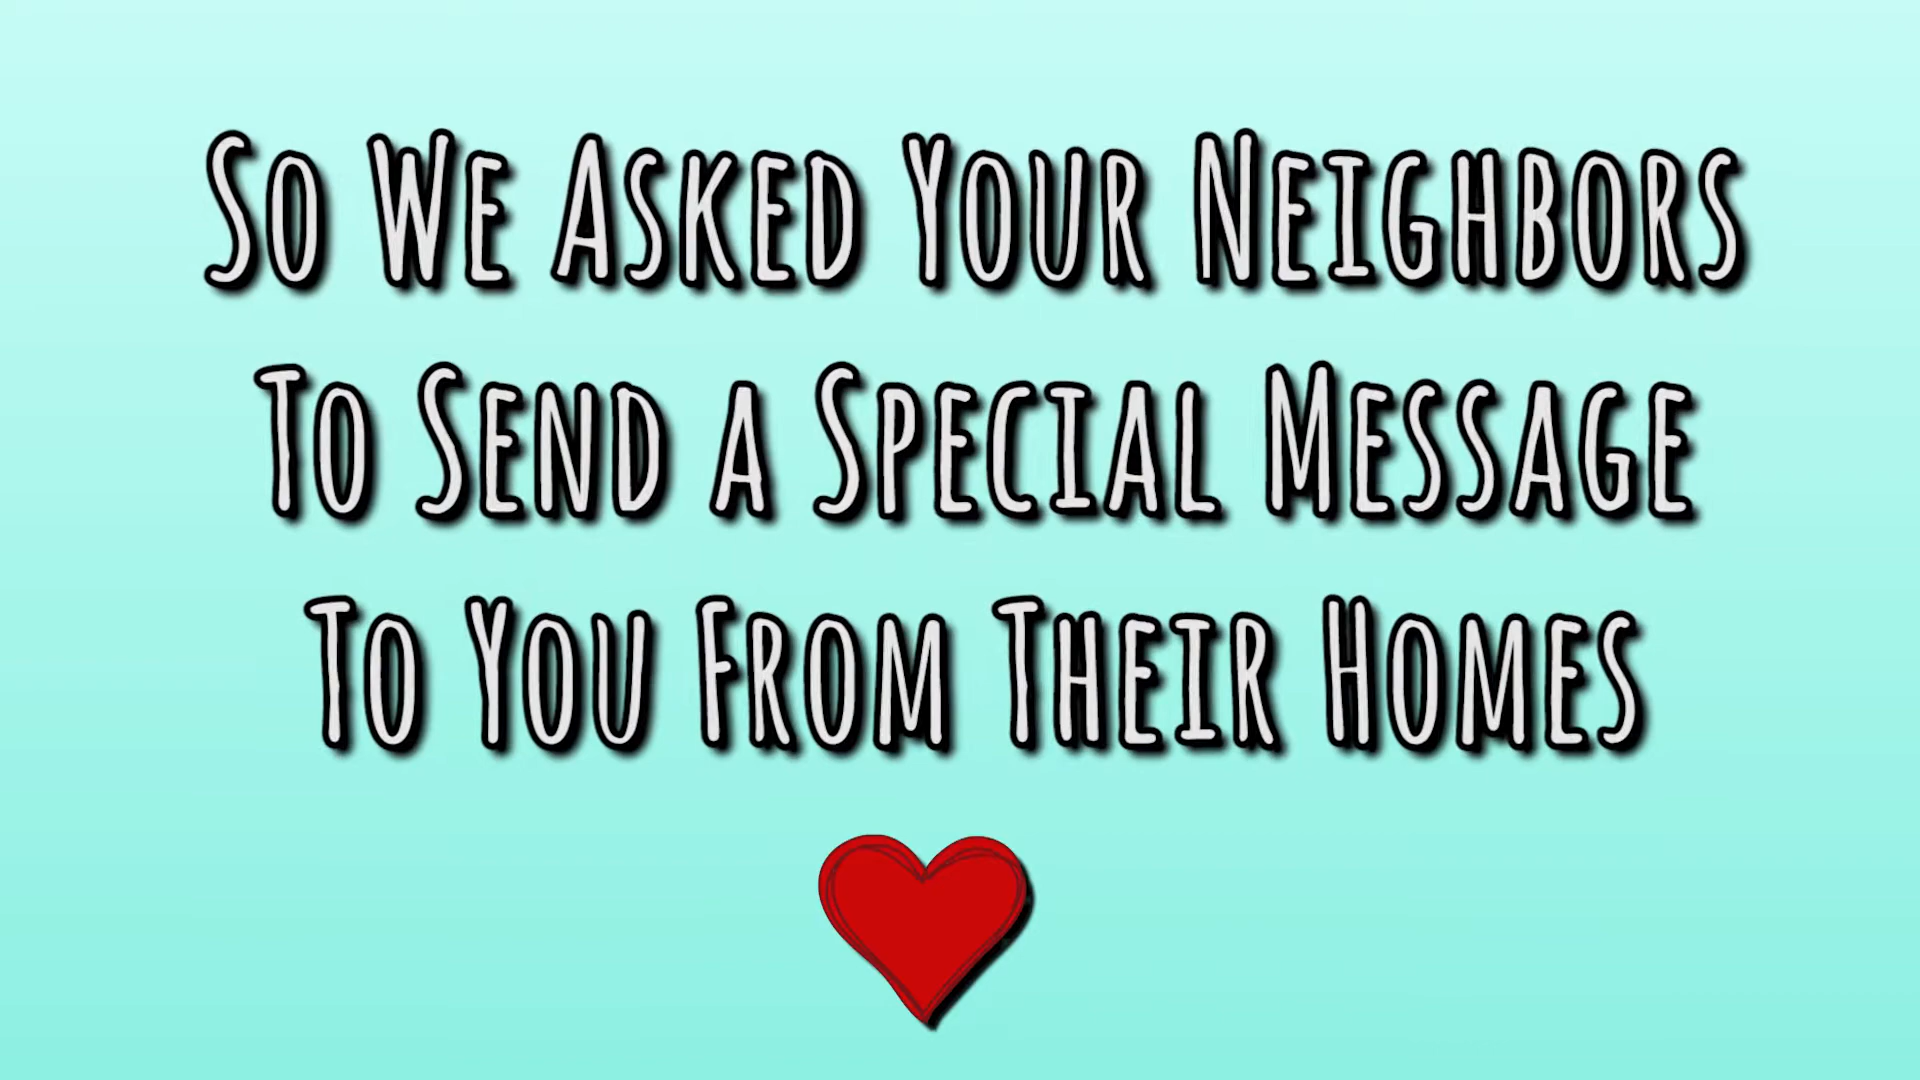 So We Asked Your Neighbors
To Send a Special Message
To You From Their Homes